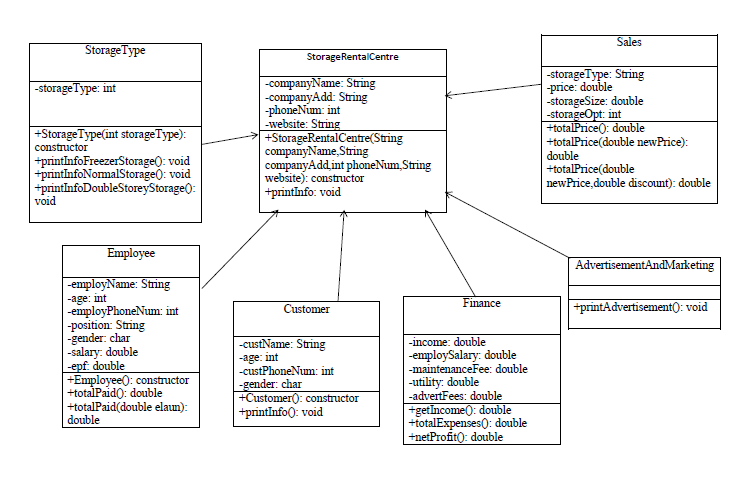 StorageType
-storageType: int
+StorageType(int storageType):
constructor
+printInfoFreezerStorage(): void
+printInfoNormalStorage(): void
+printInfoDoubleStoreyStorage():
void
StorageRentalCentre
-companyName: String
-companyAdd: String
-phoneNum: int
-website: String
+StorageRentalCentre(String
companyName,String
companyAdd,int phoneNum,String
website): constructor
+printInfo: void
Sales
-storageType: String
-price: double
-storageSize: double
-storageOpt: int
+totalPrice(): double
+totalPrice(double newPrice):
double
+totalPrice(double
newPrice,double discount): double
Employee
-employName: String
-age: int
-employPhoneNum: int
-position: String
-gender: char
-salary: double
-epf: double
+Employee(): constructor
+totalPaid(): double
+totalPaid(double elaun):
double
Customer
-custName: String
-age: int
-custPhoneNum: int
-gender: char
+Customer(): constructor
+printInfo(): void
Finance
-income: double
-employSalary: double
-maintenanceFee: double
-utility: double
-advertFees: double
+getIncome(): double
+totalExpenses(): double
+netProfit(): double
AdvertisementAndMarketing
+printAdvertisement(): void